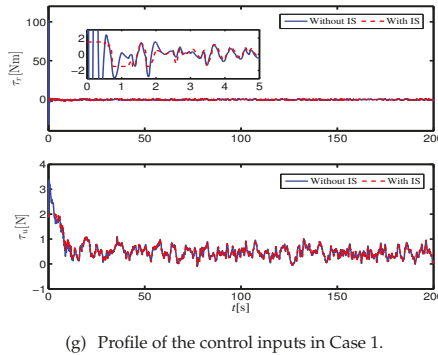 Without IS With IS
100
50
0
τr[Nm]
2
0
−2
0 1 2 3 4 5
0 50 100 150 200
Without IS With IS
4
3
2
1
0
−1
τu[N]
0 50 100 150 200
t[s]
(g) Profile of the control inputs in Case 1.